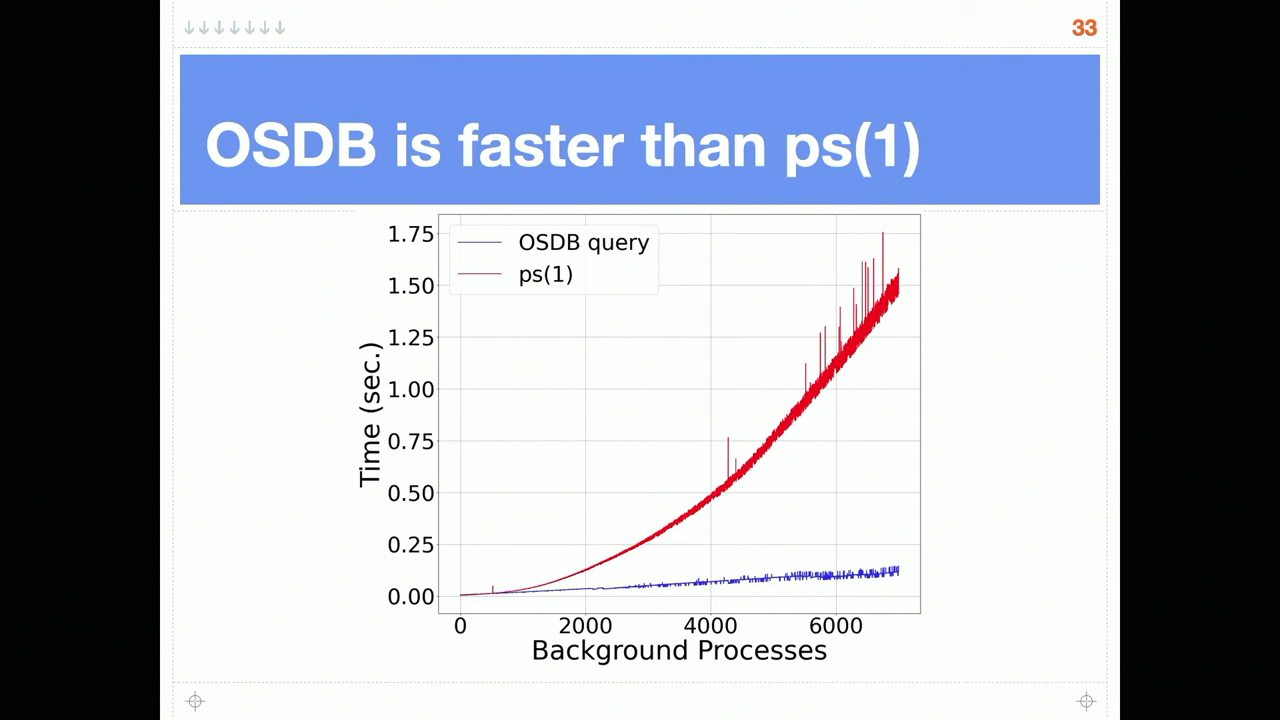 ↓↓↓↓↓↓↓
33
OSDB is faster than ps(1)
OSDB query
ps(1)
1.75
1.50
1.25
1.00
0.75
0.50
0.25
0.00
Time (sec.)
0 2000 4000 6000
Background Processes